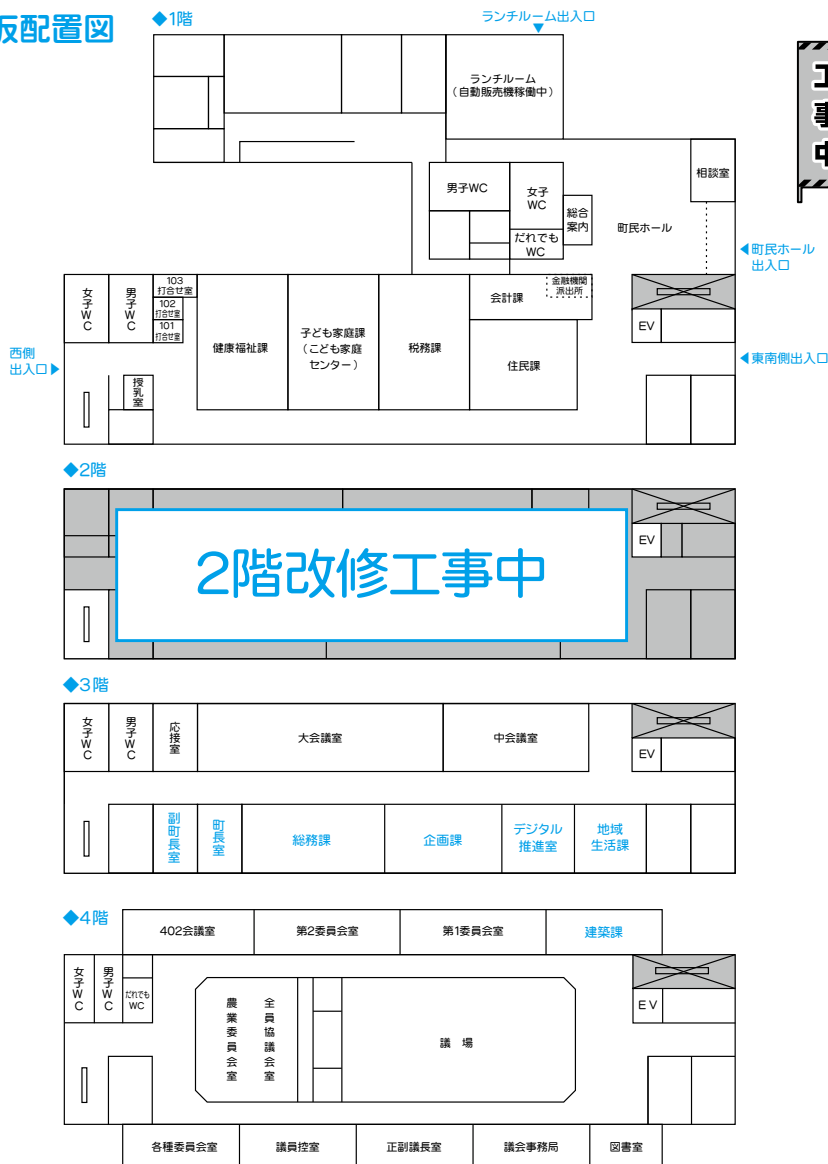 配置図
◆1階
ランチルーム出入口
▼
ランチルーム
（自動販売機稼働中）
工事中
相談室
男子WC
女子
WC
だれでも
WC
総合
案内
町民ホール
◀町民ホール
出入口
女子WC
男子WC
103
打合せ室
102
打合せ室
101
打合せ室
健康福祉課
子ども家庭課
（こども家庭
センター）
税務課
会計課
金融機関
派出所
住民課
EV
西側
出入口▶
◀東南側出入口
授乳室
◆2階
2階改修工事中
EV
◆3階
女子WC
男子WC
応接室
大会議室
中会議室
EV
副町長室
町長室
総務課
企画課
デジタル
推進室
地域
生活課
◆4階
402会議室
第2委員会室
第1委員会室
建築課
女子WC
男子WC
だれでも
WC
農業委員会室
全員協議会室
議場
EV
各種委員会室
議員控室
正副議長室
議会事務局
図書室